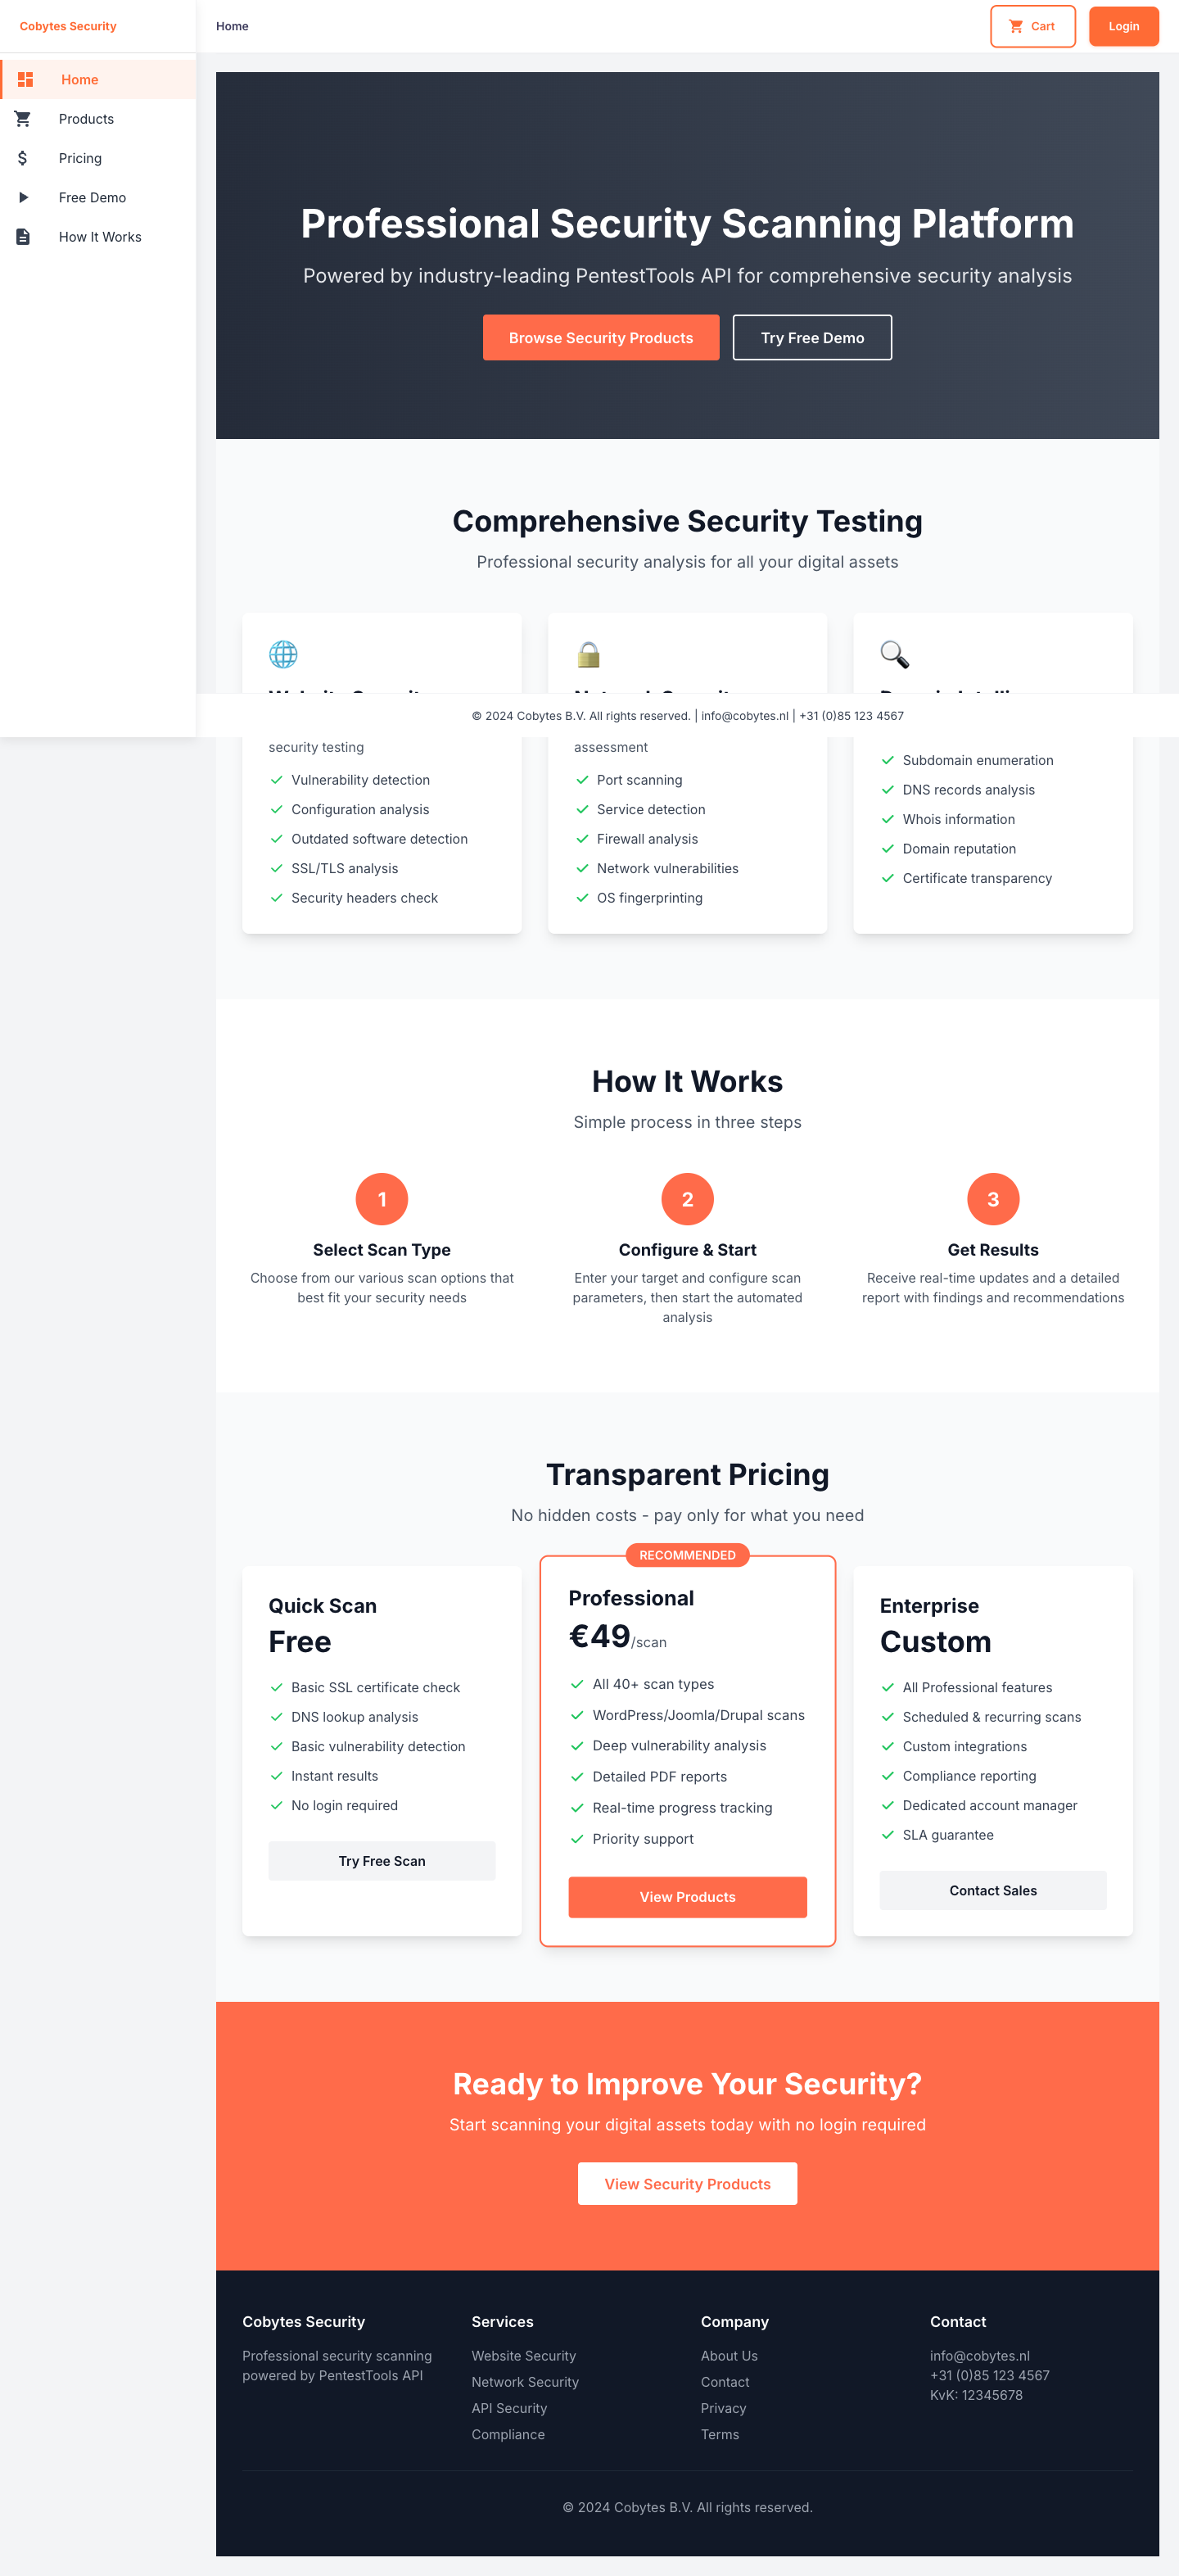 Cobytes Security
Home
Cart
Login
Home
Products
Pricing
Free Demo
How It Works
Professional Security Scanning Platform
Powered by industry-leading PentestTools API for comprehensive security analysis
Browse Security Products
Try Free Demo
Comprehensive Security Testing
Professional security analysis for all your digital assets
© 2024 Cobytes B.V. All rights reserved. | info@cobytes.nl | +31 (0)85 123 4567
security testing
Vulnerability detection
Configuration analysis
Outdated software detection
SSL/TLS analysis
Security headers check
assessment
Port scanning
Service detection
Firewall analysis
Network vulnerabilities
OS fingerprinting
Subdomain enumeration
DNS records analysis
Whois information
Domain reputation
Certificate transparency
How It Works
Simple process in three steps
1
Select Scan Type
Choose from our various scan options that
best fit your security needs
2
Configure & Start
Enter your target and configure scan
parameters, then start the automated
analysis
3
Get Results
Receive real-time updates and a detailed
report with findings and recommendations
Transparent Pricing
No hidden costs - pay only for what you need
Quick Scan
Free
Basic SSL certificate check
DNS lookup analysis
Basic vulnerability detection
Instant results
No login required
Try Free Scan
RECOMMENDED
Professional
€49/scan
All 40+ scan types
WordPress/Joomla/Drupal scans
Deep vulnerability analysis
Detailed PDF reports
Real-time progress tracking
Priority support
View Products
Enterprise
Custom
All Professional features
Scheduled & recurring scans
Custom integrations
Compliance reporting
Dedicated account manager
SLA guarantee
Contact Sales
Ready to Improve Your Security?
Start scanning your digital assets today with no login required
View Security Products
Cobytes Security
Professional security scanning
powered by PentestTools API
Services
Website Security
Network Security
API Security
Compliance
Company
About Us
Contact
Privacy
Terms
Contact
info@cobytes.nl
+31 (0)85 123 4567
KvK: 12345678
© 2024 Cobytes B.V. All rights reserved.